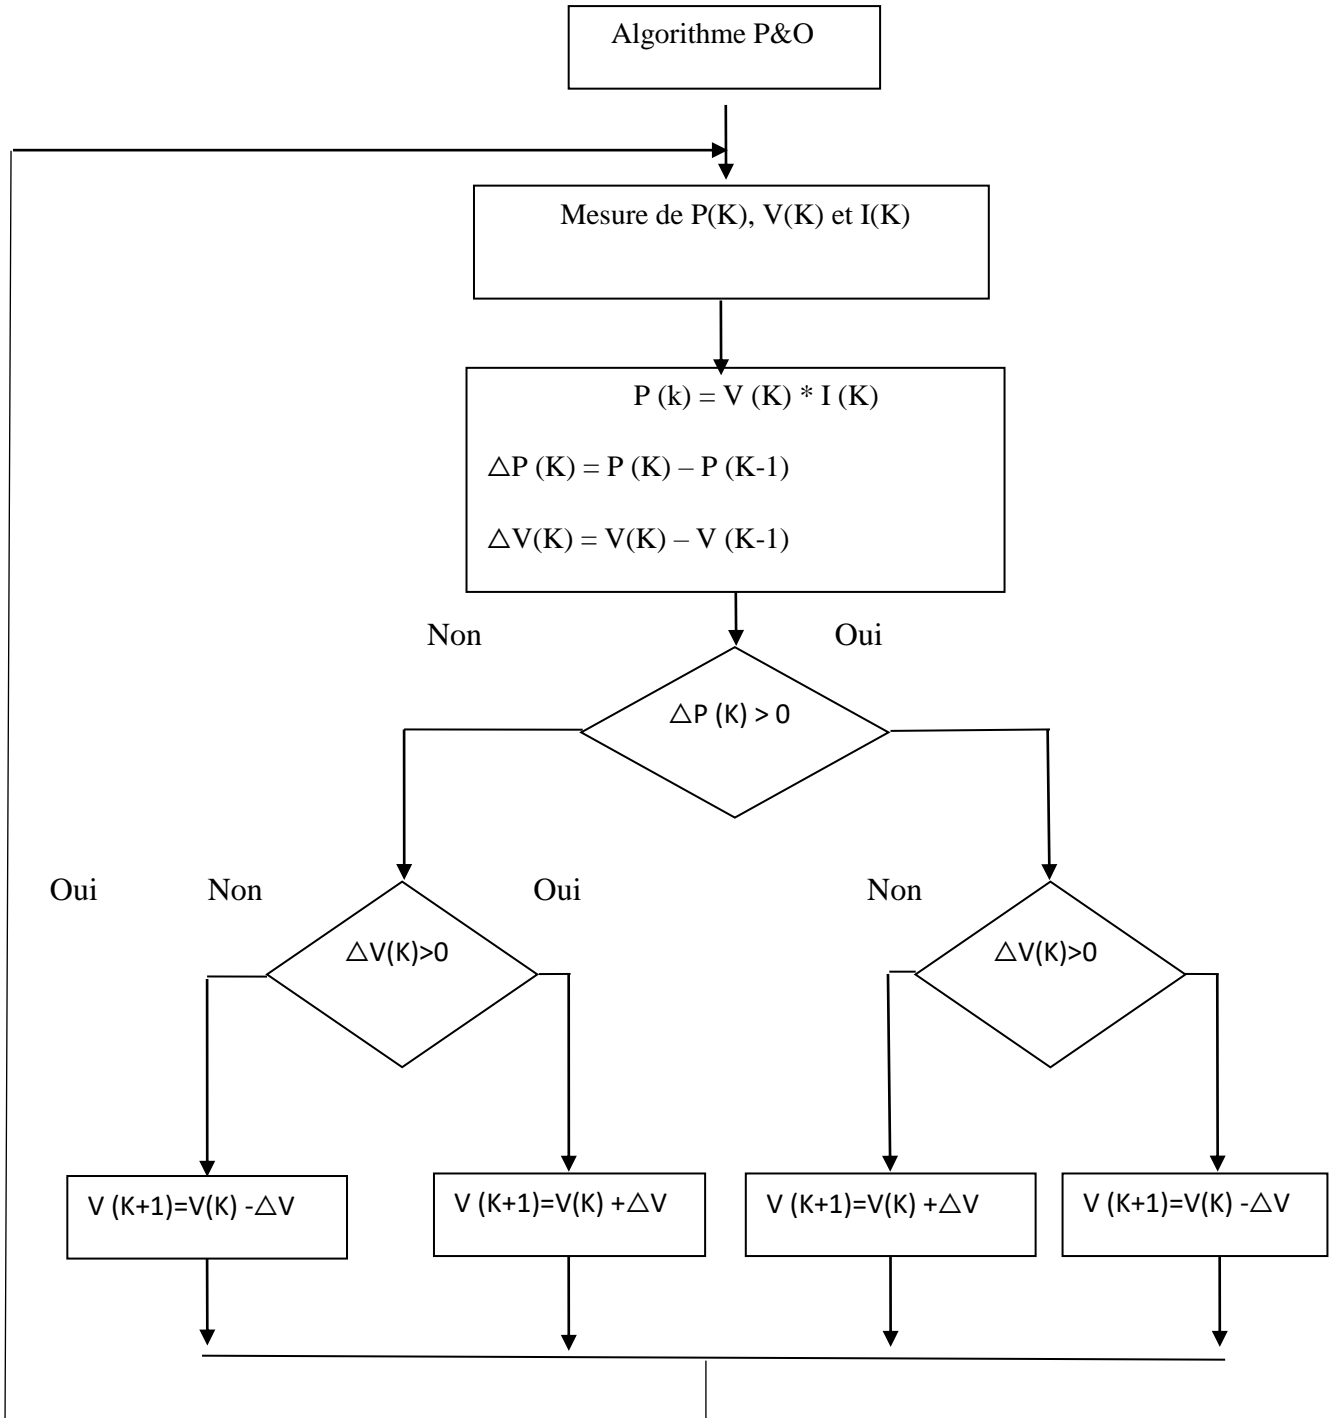 Algorithme P&O
Mesure de P(K), V(K) et I(K)
P (k) = V (K) * I (K)
△P (K) = P (K) – P (K-1)
△V(K) = V(K) – V (K-1)
Non Oui
△P (K) > 0
Oui Non Oui Non
△V(K)>0 △V(K)>0
V (K+1)=V(K) -△V V (K+1)=V(K) +△V V (K+1)=V(K) +△V V (K+1)=V(K) -△V